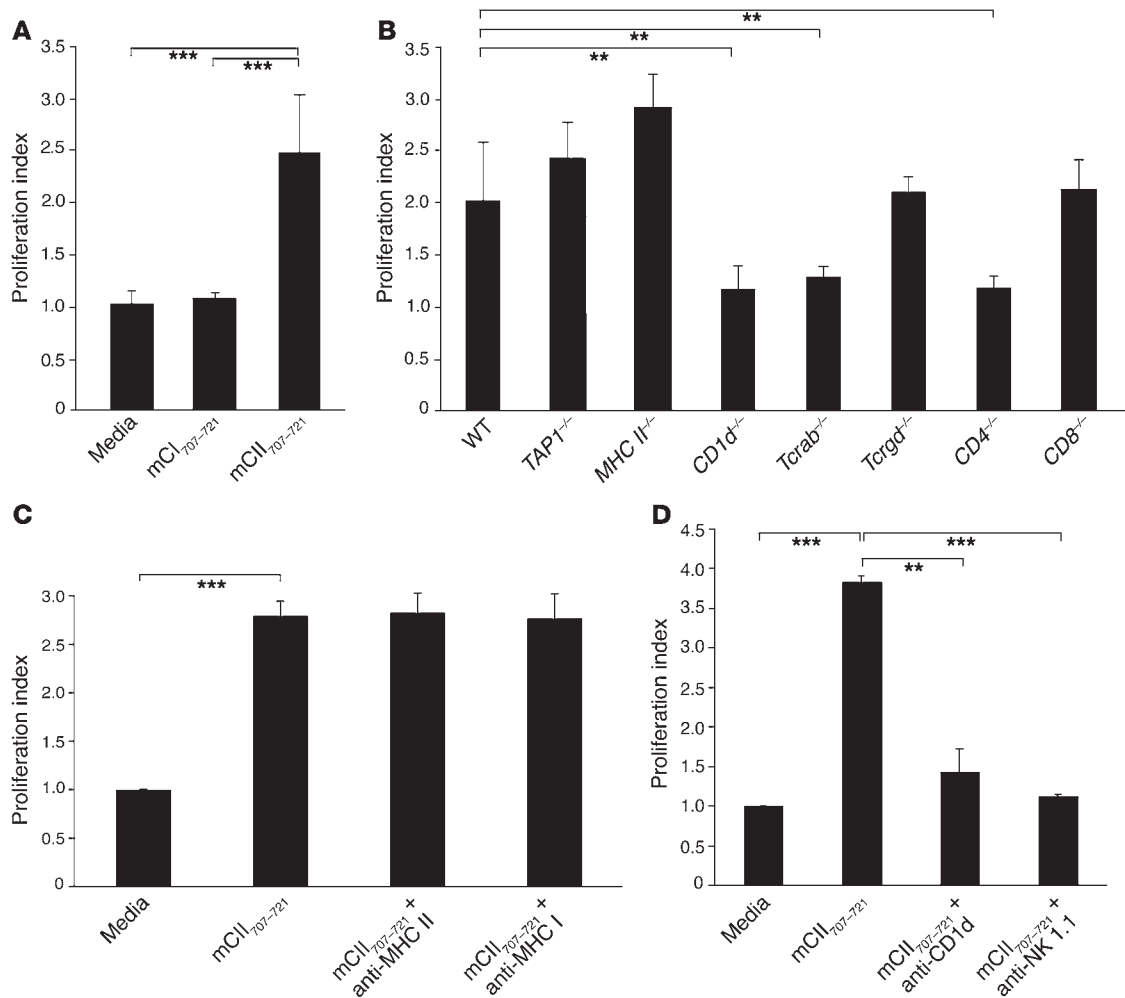 A
Proliferation index
3.5
3.0
2.5
2.0
1.5
1.0
0.5
0
***
***
Media
mCI707–721
mCII707–721
B
Proliferation index
3.5
3.0
2.5
2.0
1.5
1.0
0.5
0
**
**
**
WT
TAP1–/–
MHC II–/–
CD1d–/–
Tcrab–/–
Tcrgd–/–
CD4–/–
CD8–/–
C
Proliferation index
3.0
2.5
2.0
1.5
1.0
0.5
0
***
Media
mCII707–721
mCII707–721 +
anti-MHC II
mCII707–721 +
anti-MHC I
D
Proliferation index
4.5
4.0
3.5
4.0
2.5
2.0
1.5
1.0
0.5
0
***
***
**
Media
mCII707–721
mCII707–721 +
anti-CD1d
mCII707–721 +
anti-NK 1.1